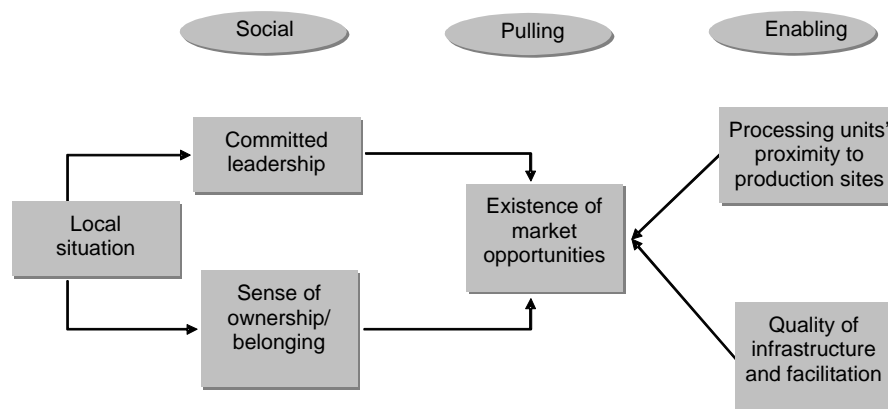 Social
Pulling
Enabling
Committed
leadership
Processing units'
proximity to
production sites
Local
situation
Existence of
market
opportunities
Sense of
ownership/
belonging
Quality of
infrastructure
and facilitation